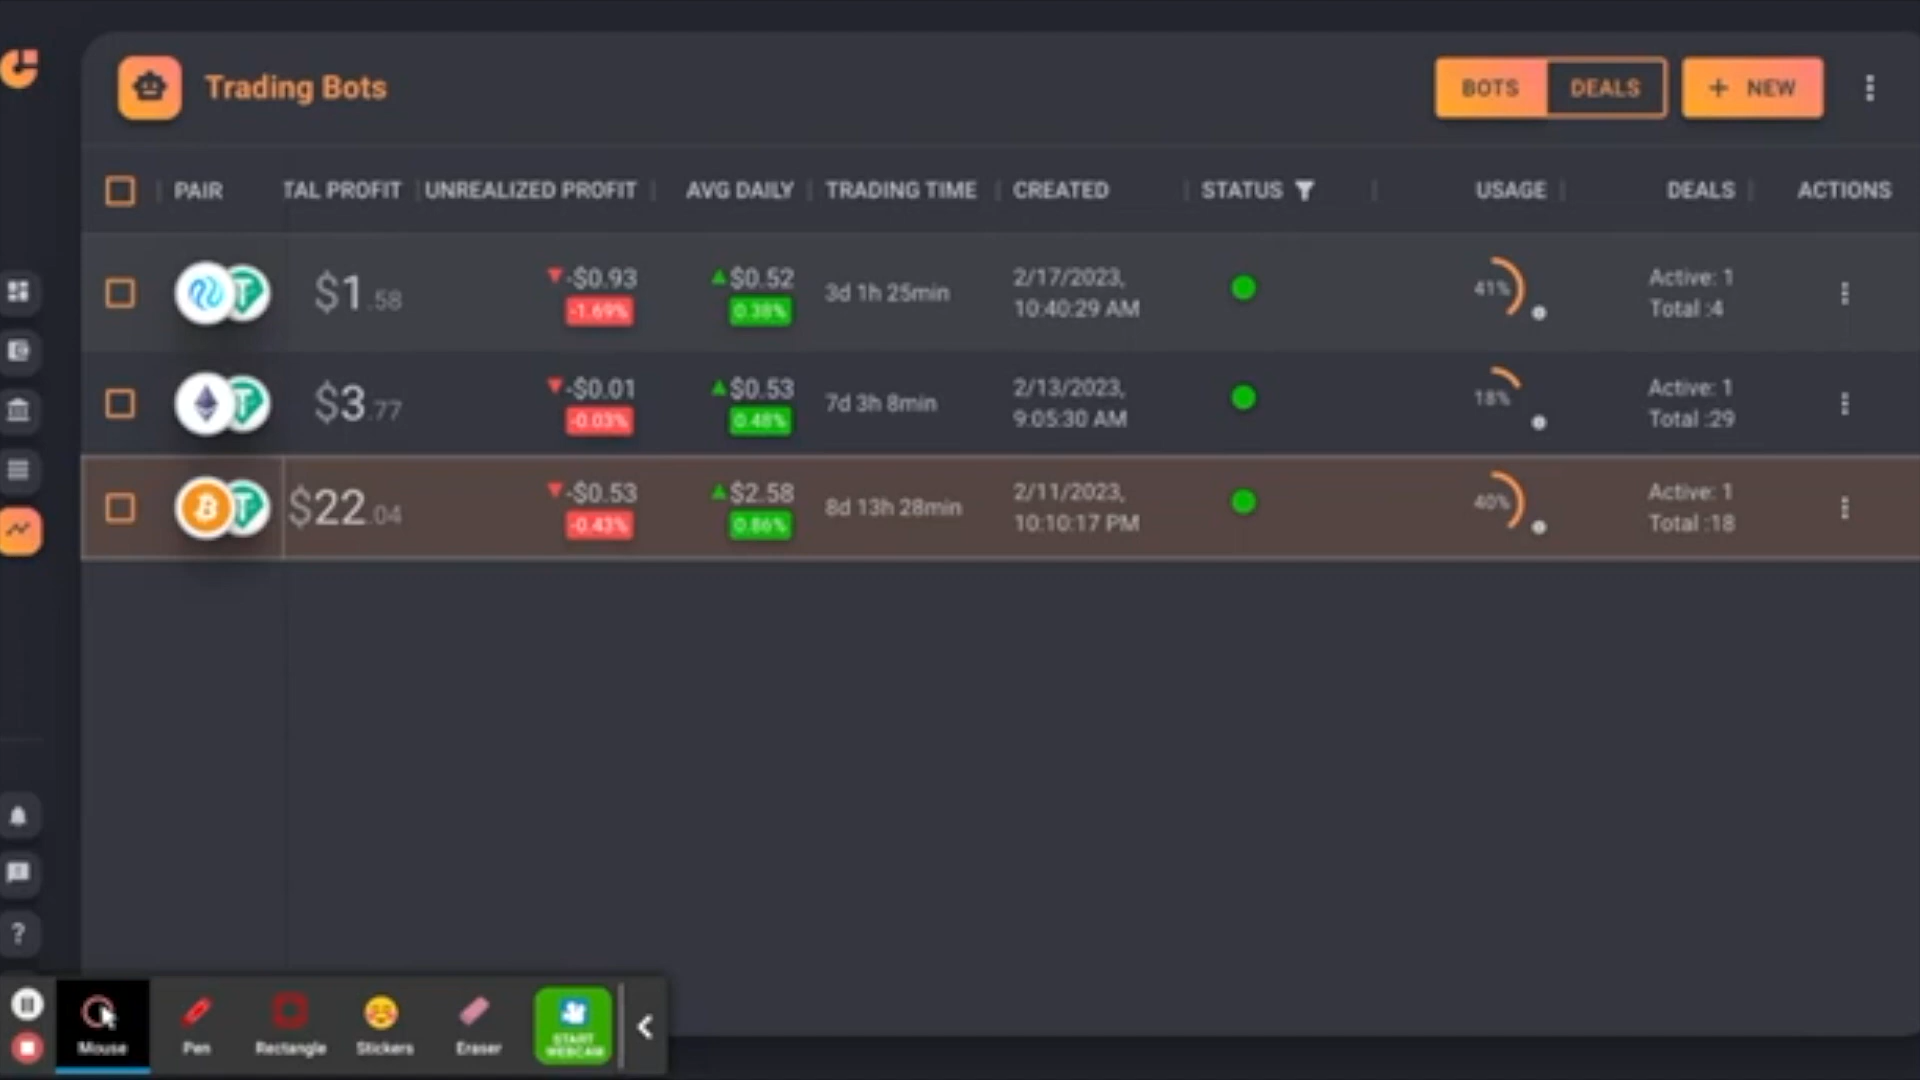 Trading Bots
BOTS DEALS + NEW
PAIR TAL PROFIT UNREALIZED PROFIT AVG DAILY TRADING TIME CREATED STATUS USAGE DEALS ACTIONS
$1.58 -$0.93 $0.52 3d 1h 25min 2/17/2023, 41% Active: 1
-1.69% 0.38% 10:40:29 AM Total :4
$3.77 -$0.01 $0.53 7d 3h 8min 2/13/2023, 18% Active: 1
-0.03% 0.48% 9:05:30 AM Total :29
$22.04 -$0.53 $2.58 8d 13h 28min 2/11/2023, 40% Active: 1
-0.43% 0.86% 10:10:17 PM Total :18
?
Mouse Pen Rectangle Stickers Eraser START
WEBCAM